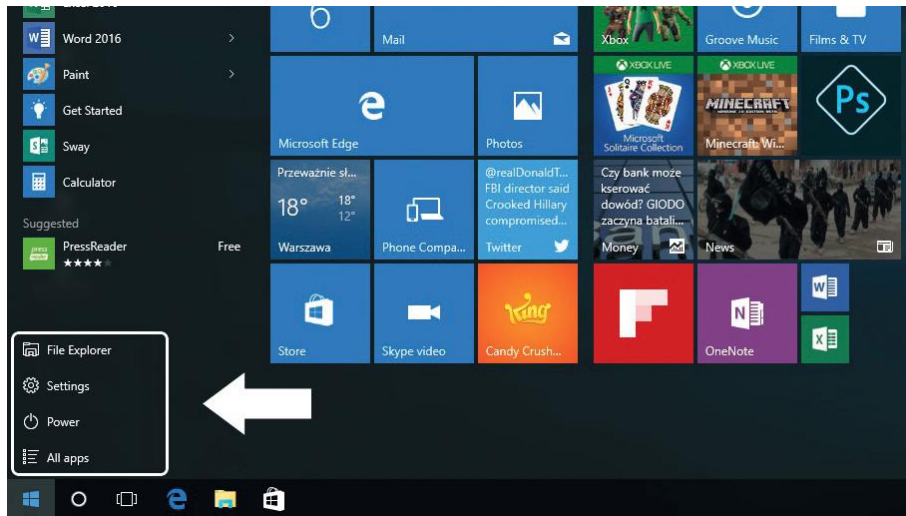 Word 2016
Paint
Get Started
Sway
Calculator
Suggested
PressReader
Free
File Explorer
Settings
Power
All apps
6
Mail
Microsoft Edge
Photos
Przeważnie sł...
18°
18°
12°
Warszawa
Phone Compa...
@realDonaldT...
FBI director said
Crooked Hillary
compromised...
Twitter
Store
Skype video
King
Candy Crush...
Xbox
Groove Music
Films & TV
XBOX LIVE
Microsoft
Solitaire Collection
XBOX LIVE
MINECRAFT
Minecraft: Wi...
Ps
Czy bank może
kserować
dowód? GIODO
zaczyna batali...
Money
News
OneNote